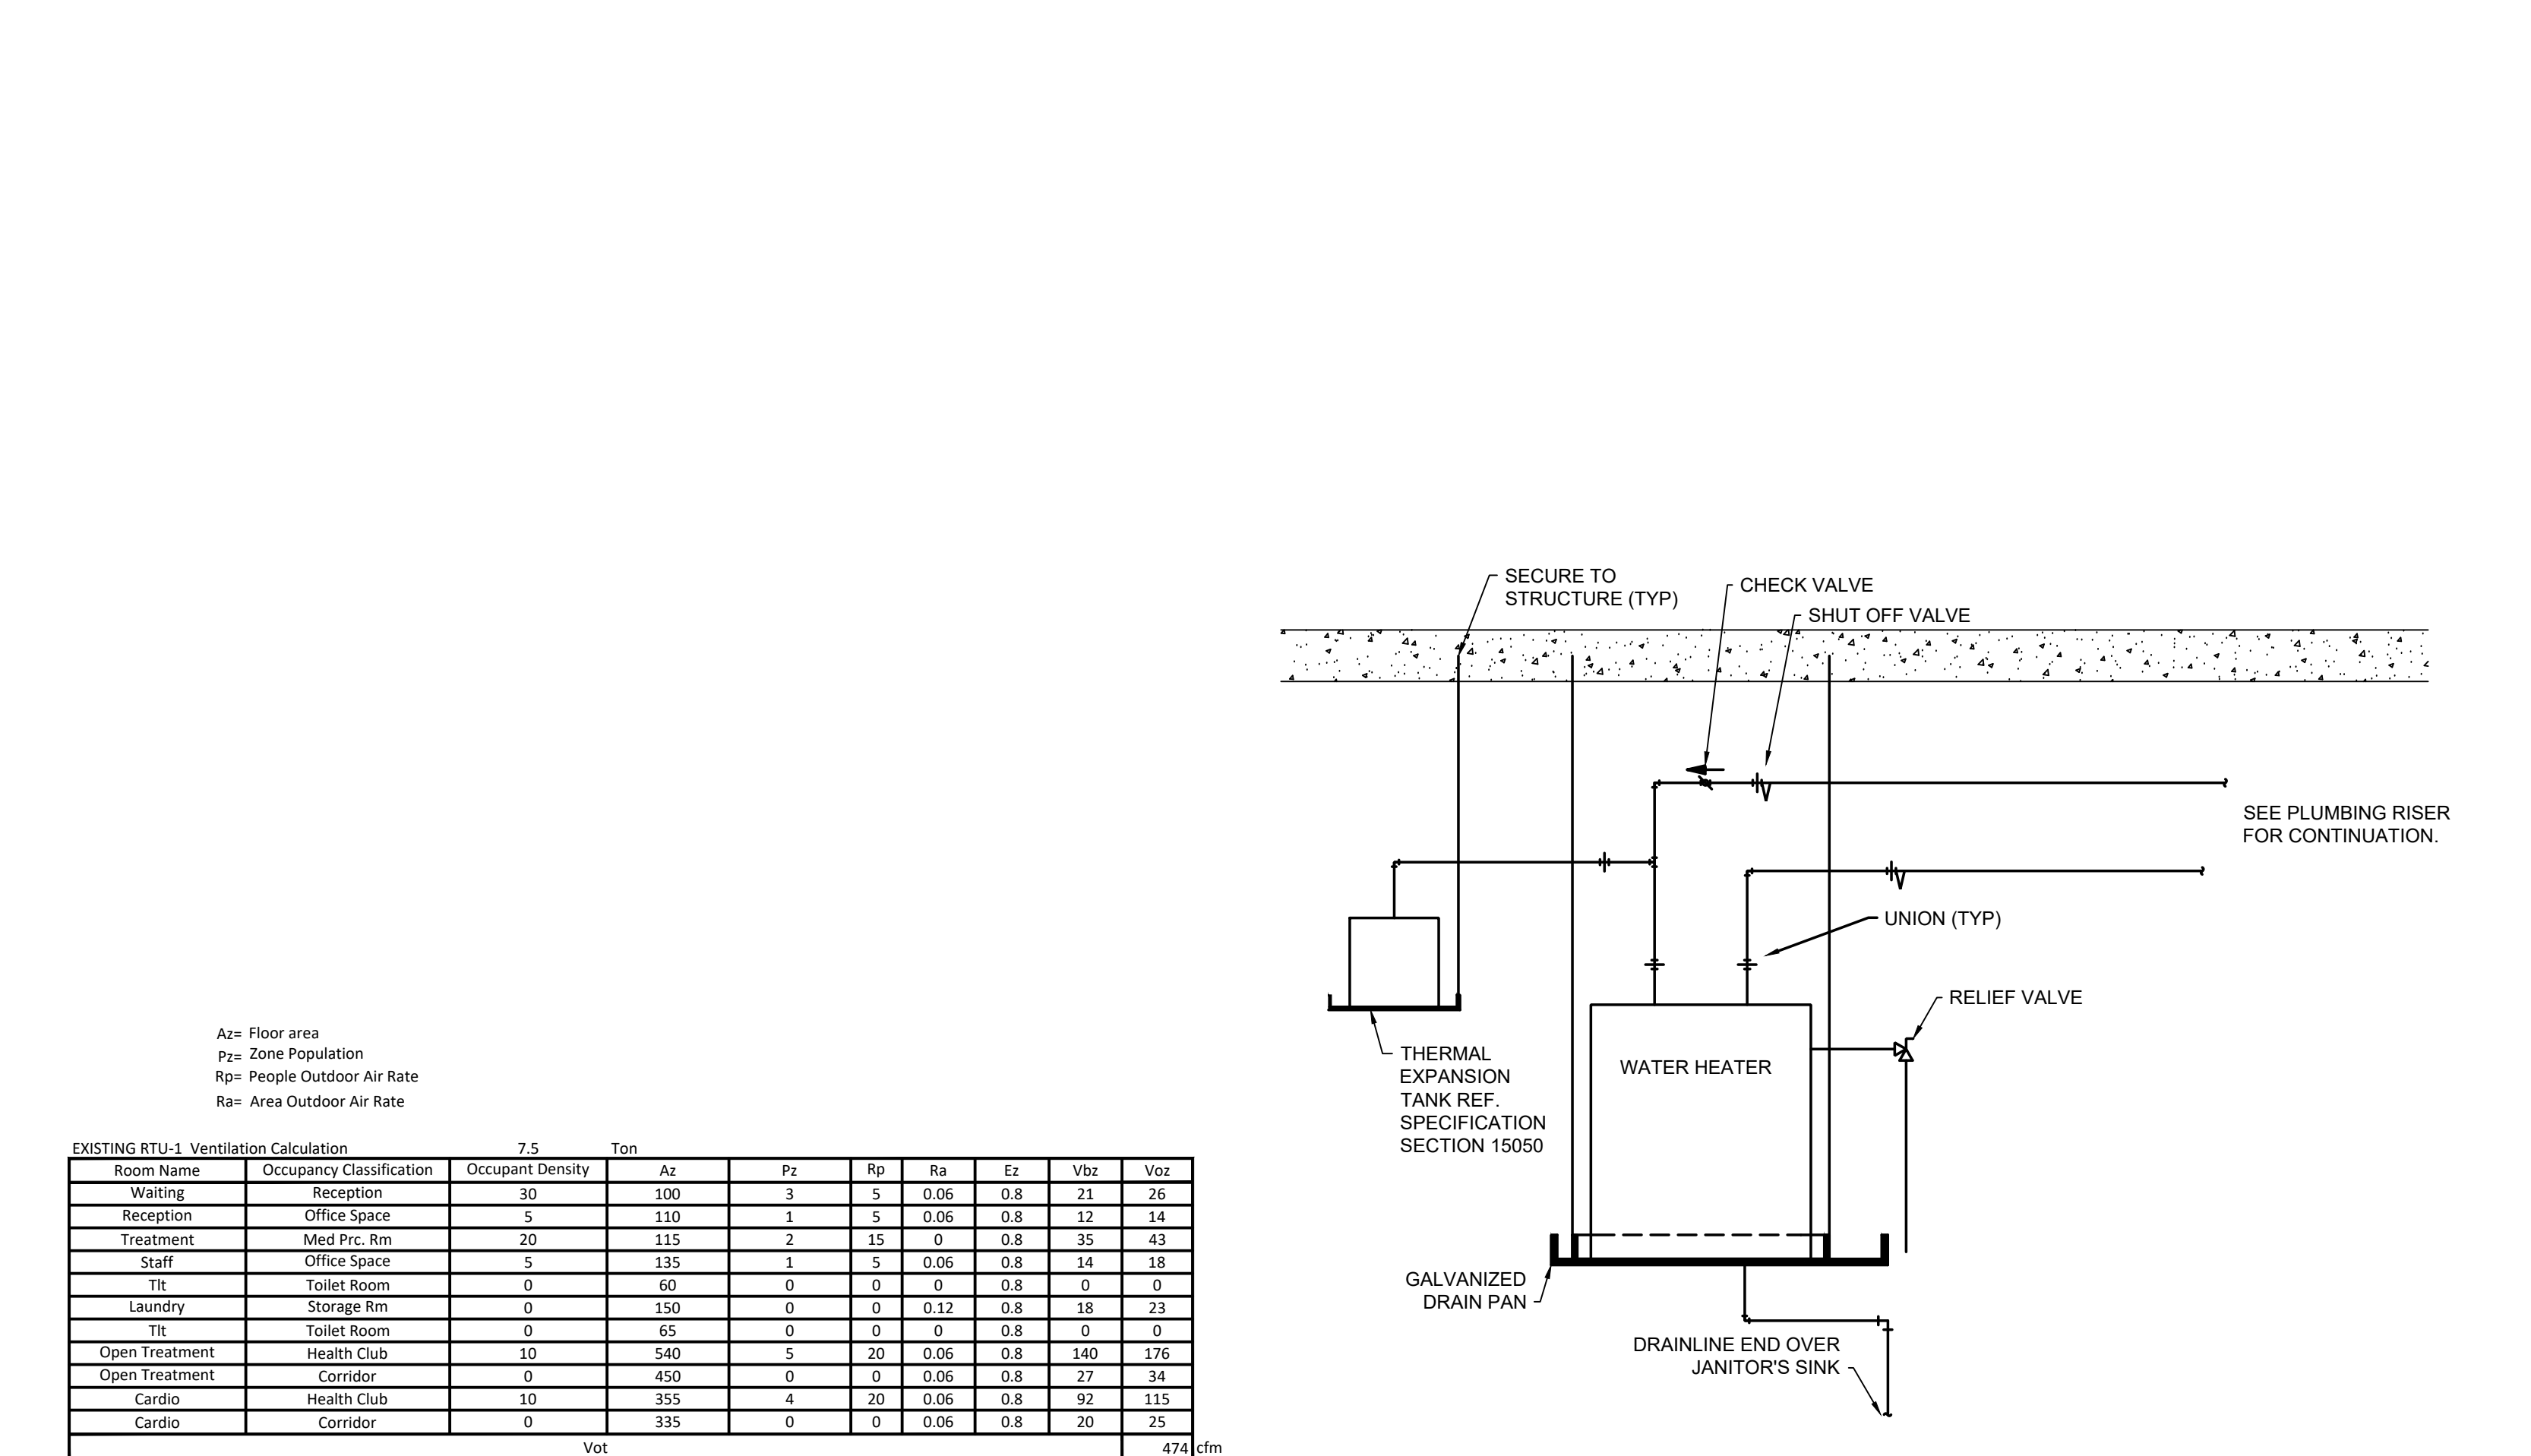 Az= Floor area
Pz= Zone Population
Rp= People Outdoor Air Rate
Ra= Area Outdoor Air Rate
EXISTING RTU-1 Ventilation Calculation 7.5 Ton
Room Name Occupancy Classification Occupant Density Az Pz Rp Ra Ez Vbz Voz
Waiting Reception 30 100 3 5 0.06 0.8 21 26
Reception Office Space 5 110 1 5 0.06 0.8 12 14
Treatment Med Prc. Rm 20 115 2 15 0 0.8 35 43
Staff Office Space 5 135 1 5 0.06 0.8 14 18
Tlt Toilet Room 0 60 0 0 0 0.8 0 0
Laundry Storage Rm 0 150 0 0 0.12 0.8 18 23
Tlt Toilet Room 0 65 0 0 0 0.8 0 0
Open Treatment Health Club 10 540 5 20 0.06 0.8 140 176
Open Treatment Corridor 0 450 0 0 0.06 0.8 27 34
Cardio Health Club 10 355 4 20 0.06 0.8 92 115
Cardio Corridor 0 335 0 0 0.06 0.8 20 25
Vot 474 cfm
SECURE TO
STRUCTURE (TYP)
CHECK VALVE
SHUT OFF VALVE
SEE PLUMBING RISER
FOR CONTINUATION.
UNION (TYP)
RELIEF VALVE
WATER HEATER
THERMAL
EXPANSION
TANK REF.
SPECIFICATION
SECTION 15050
GALVANIZED
DRAIN PAN
DRAINLINE END OVER
JANITOR'S SINK